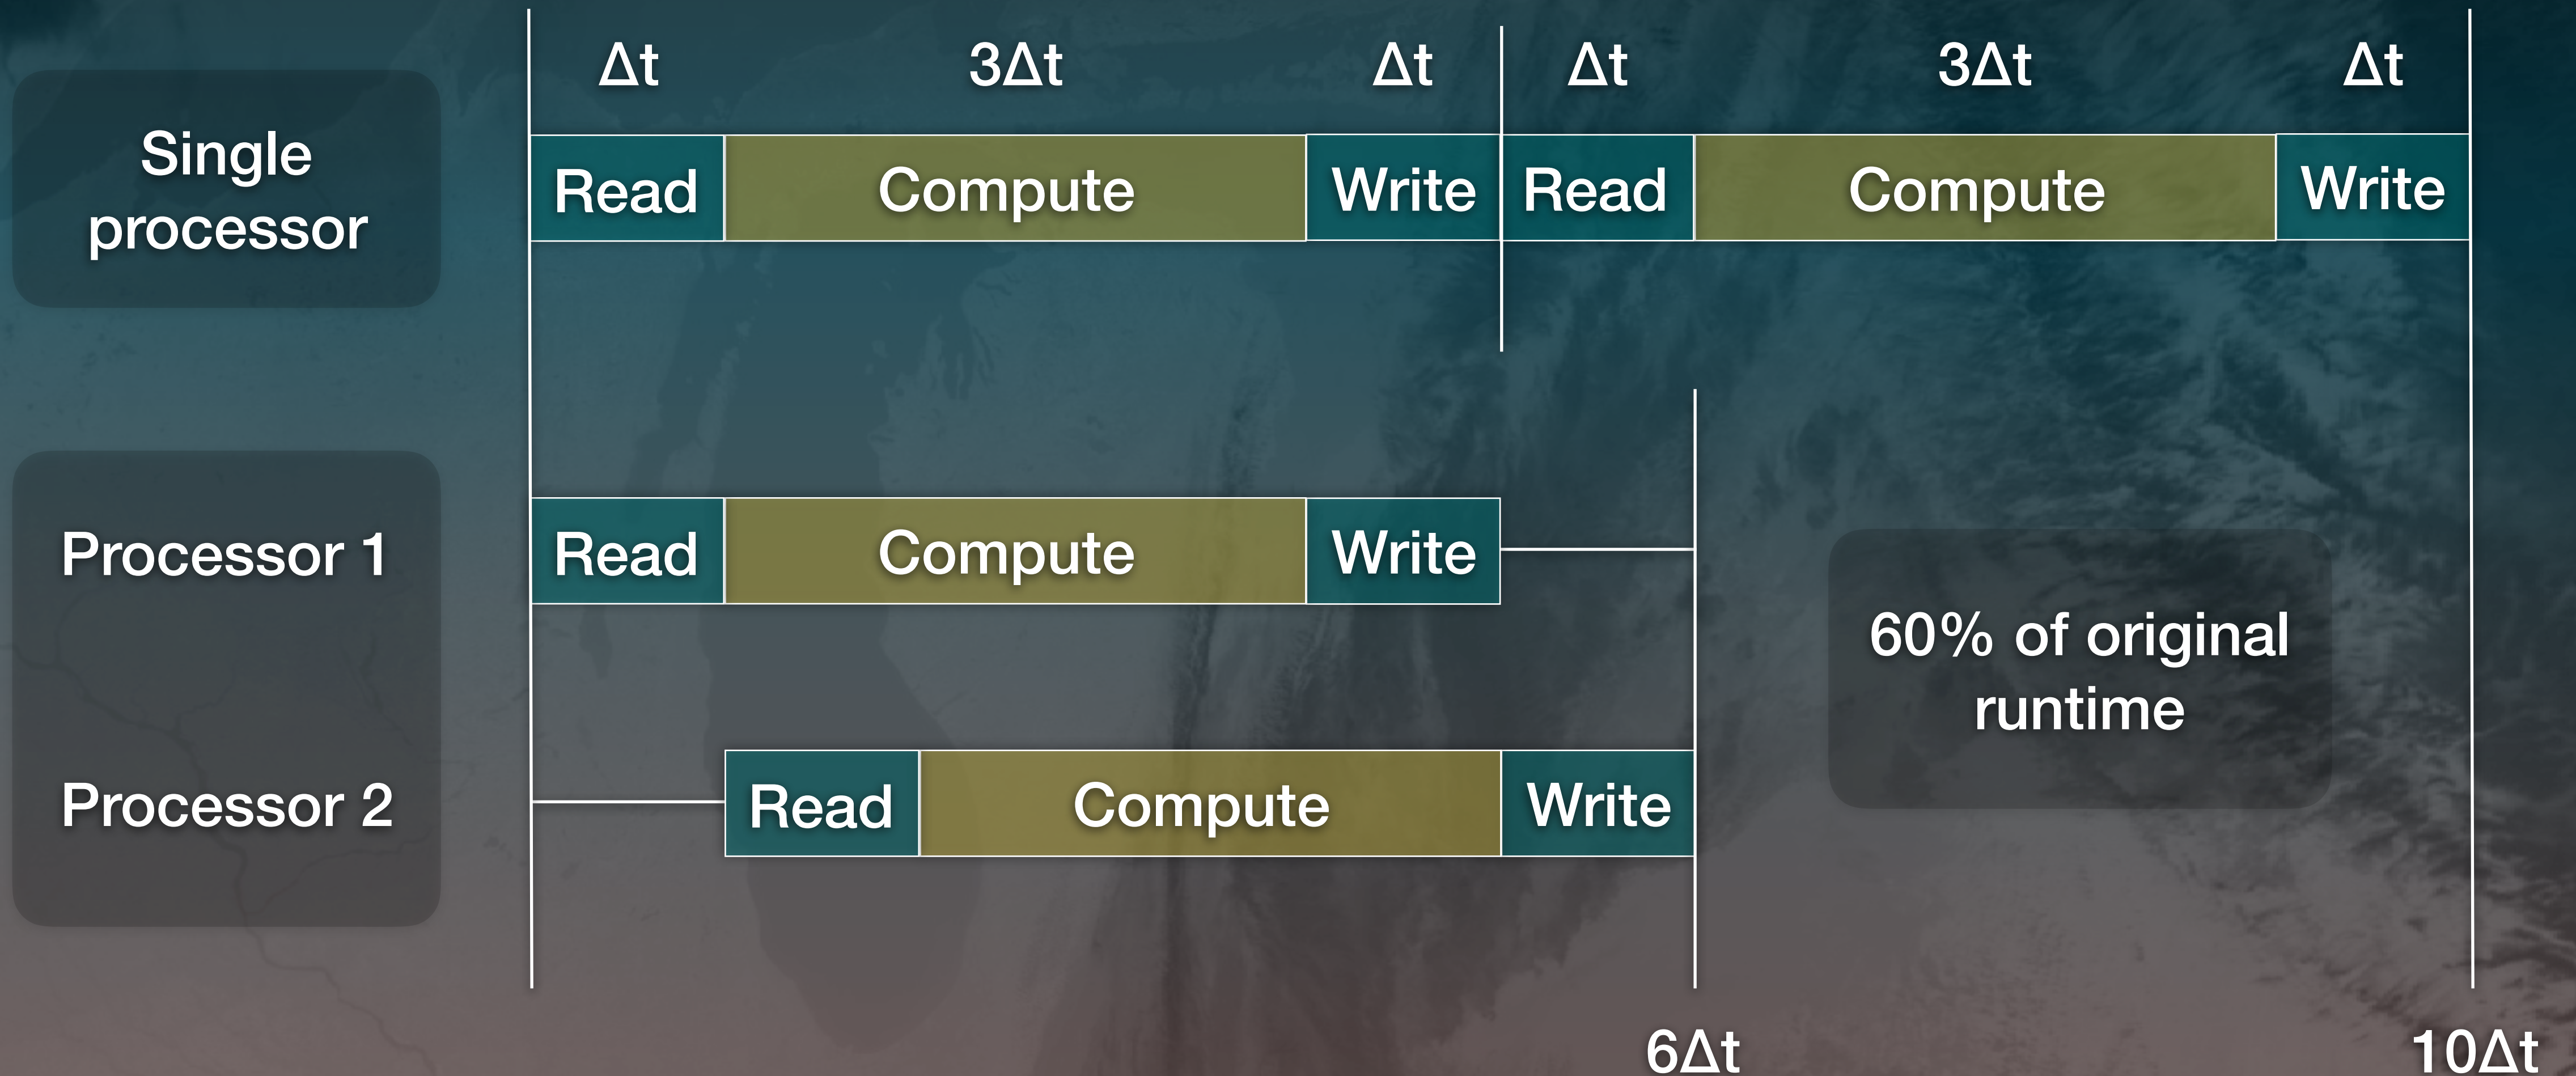 Δt 3Δt Δt Δt 3Δt Δt
Single
processor
Read Compute Write Read Compute Write
Processor 1
Read Compute Write
60% of original
runtime
Processor 2
Read Compute Write
6Δt 10Δt